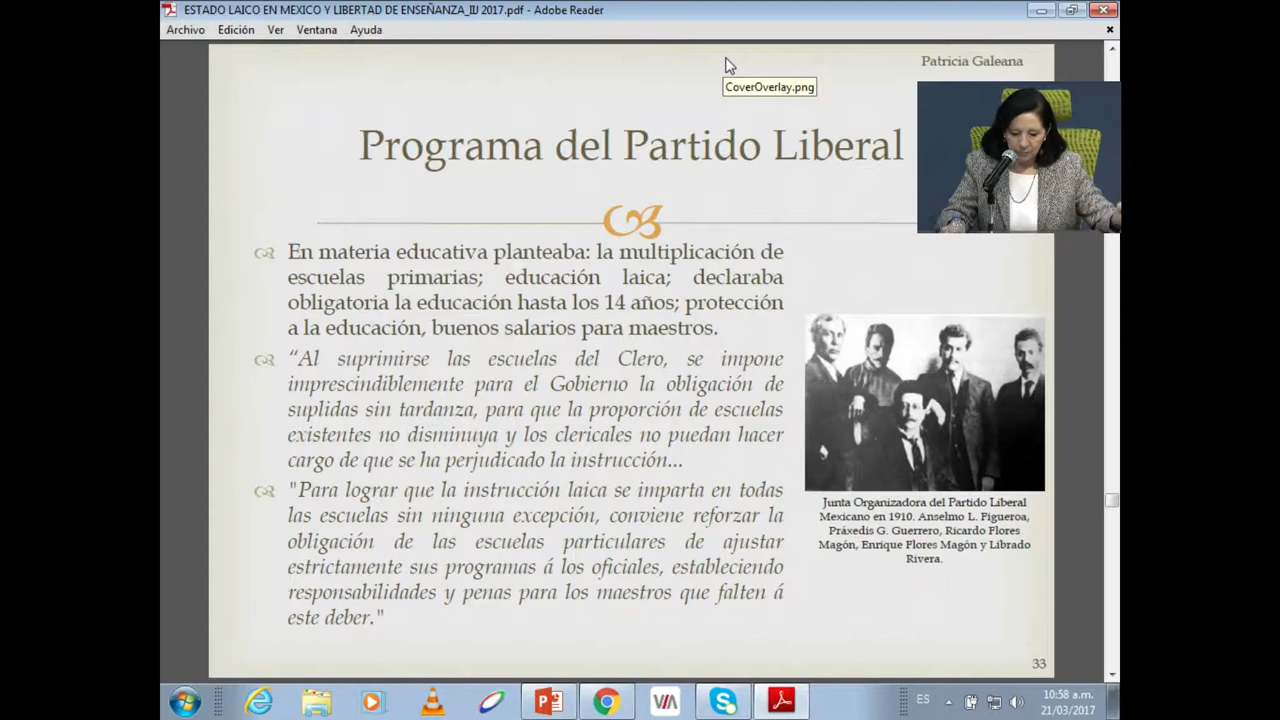 ESTADO LAICO EN MEXICO Y LIBERTAD DE ENSEÑANZA_IIJ 2017.pdf - Adobe Reader
Archivo Edición Ver Ventana Ayuda
Patricia Galeana
CoverOverlay.png
Programa del Partido Liberal
En materia educativa planteaba: la multiplicación de
escuelas primarias; educación laica; declaraba
obligatoria la educación hasta los 14 años; protección
a la educación, buenos salarios para maestros.
“Al suprimirse las escuelas del Clero, se impone
imprescindiblemente para el Gobierno la obligación de
suplidas sin tardanza, para que la proporción de escuelas
existentes no disminuya y los clericales no puedan hacer
cargo de que se ha perjudicado la instrucción...
"Para lograr que la instrucción laica se imparta en todas
las escuelas sin ninguna excepción, conviene reforzar la
obligación de las escuelas particulares de ajustar
estrictamente sus programas á los oficiales, estableciendo
responsabilidades y penas para los maestros que falten á
este deber."
Junta Organizadora del Partido Liberal
Mexicano en 1910. Anselmo L. Figueroa,
Práxedis G. Guerrero, Ricardo Flores
Magón, Enrique Flores Magón y Librado
Rivera.
33
VIA
ES
10:58 a.m.
21/03/2017